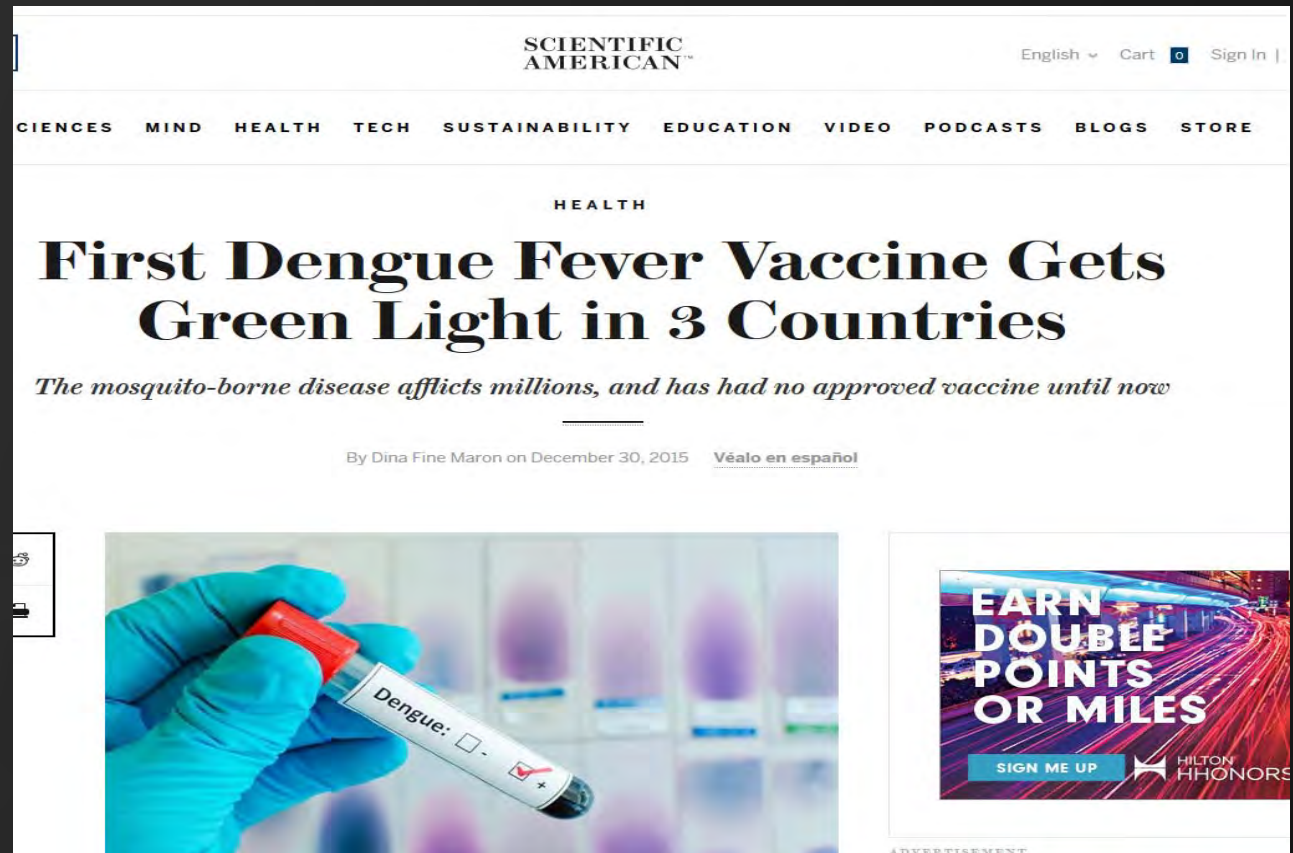 SCIENTIFIC
AMERICAN™
English Cart 0 Sign In |
CIENCES MIND HEALTH TECH SUSTAINABILITY EDUCATION VIDEO PODCASTS BLOGS STORE
HEALTH
First Dengue Fever Vaccine Gets
Green Light in 3 Countries
The mosquito-borne disease afflicts millions, and has had no approved vaccine until now
By Dina Fine Maron on December 30, 2015 Véalo en español
Dengue: -
+
EARN
DOUBLE
POINTS
OR MILES
SIGN ME UP
HILTON
HHONORS
ADVERTISEMENT